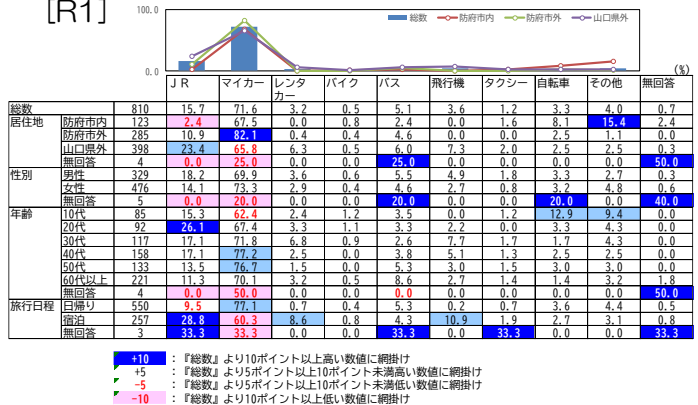 [R1]
100.0
総数 防府市内 防府市外 山口県外
0.0
(%)
ＪＲ マイカー レンタカー バイク バス 飛行機 タクシー 自転車 その他 無回答
総数 810 15.7 71.6 3.2 0.5 5.1 3.6 1.2 3.3 4.0 0.7
居住地 防府市内 123 2.4 67.5 0.0 0.8 2.4 0.0 1.6 8.1 15.4 2.4
防府市外 285 10.9 82.1 0.4 0.4 4.6 0.0 0.0 2.5 1.1 0.0
山口県外 398 23.4 65.8 6.3 0.5 6.0 7.3 2.0 2.5 2.5 0.3
無回答 4 0.0 25.0 0.0 0.0 25.0 0.0 0.0 0.0 0.0 50.0
性別 男性 329 18.2 69.9 3.6 0.6 5.5 4.9 1.8 3.3 2.7 0.3
女性 476 14.1 73.3 2.9 0.4 4.6 2.7 0.8 3.2 4.8 0.6
無回答 5 0.0 20.0 0.0 0.0 20.0 0.0 0.0 20.0 0.0 40.0
年齢 10代 85 15.3 62.4 2.4 1.2 3.5 0.0 1.2 12.9 9.4 0.0
20代 92 26.1 67.4 3.3 1.1 3.3 2.2 0.0 3.3 4.3 0.0
30代 117 17.1 71.8 6.8 0.9 2.6 7.7 1.7 1.7 4.3 0.0
40代 158 17.1 77.2 2.5 0.0 3.8 5.1 1.3 2.5 2.5 0.0
50代 133 13.5 76.7 1.5 0.0 5.3 3.0 1.5 3.0 3.0 0.0
60代以上 221 11.3 70.1 3.2 0.5 8.6 2.7 1.4 1.4 3.2 1.8
無回答 4 0.0 50.0 0.0 0.0 0.0 0.0 0.0 0.0 0.0 50.0
旅行日程 日帰り 550 9.5 77.1 0.7 0.4 5.3 0.2 0.7 3.6 4.4 0.5
宿泊 257 28.8 60.3 8.6 0.8 4.3 10.9 1.9 2.7 3.1 0.8
無回答 3 33.3 33.3 0.0 0.0 33.3 0.0 33.3 0.0 0.0 33.3
+10 ：『総数』より10ポイント以上高い数値に網掛け
+5 ：『総数』より5ポイント以上10ポイント未満高い数値に網掛け
-5 ：『総数』より5ポイント以上10ポイント未満低い数値に網掛け
-10 ：『総数』より10ポイント以上低い数値に網掛け